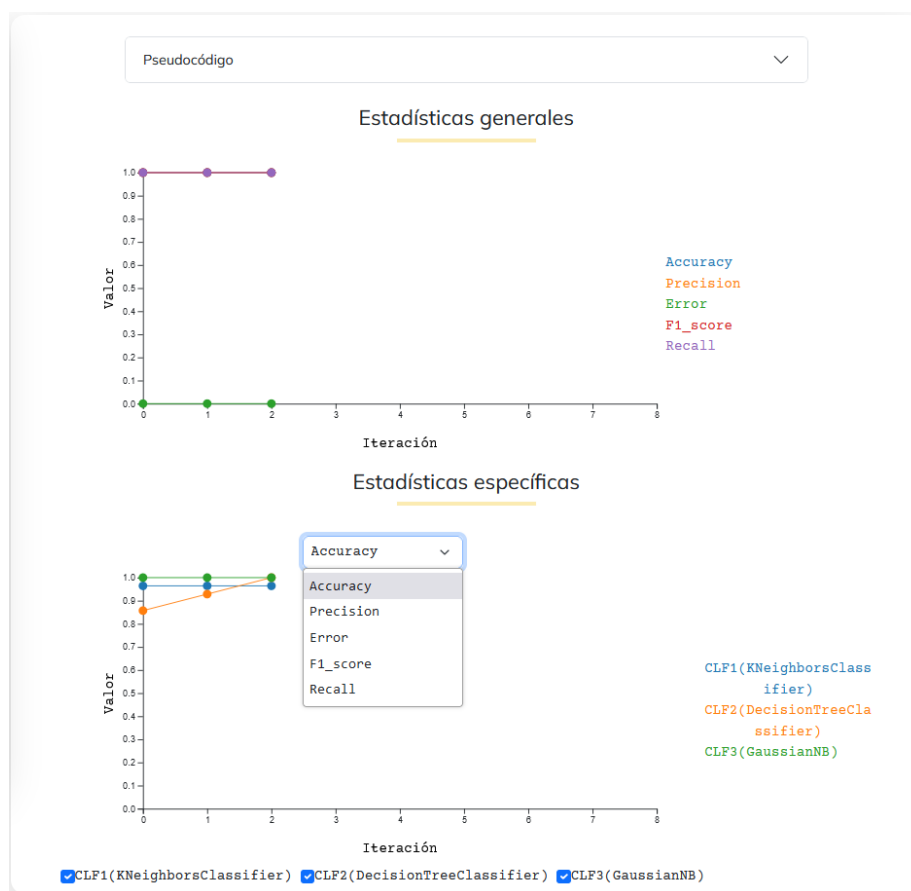 Pseudocódigo
Estadísticas generales
1.0
0.9
0.8
0.7
0.6
0.5
0.4
0.3
0.2
0.1
0.0
Valor
0 1 2 3 4 5 6 7 8
Iteración
Accuracy
Precision
Error
F1_score
Recall
Estadísticas específicas
Accuracy
Accuracy
Precision
Error
F1_score
Recall
1.0
0.9
0.8
0.7
0.6
0.5
0.4
0.3
0.2
0.1
0.0
Valor
0 1 2 3 4 5 6 7 8
Iteración
CLF1(KNeighborsClass
ifier)
CLF2(DecisionTreeCla
ssifier)
CLF3(GaussianNB)
CLF1(KNeighborsClassifier) CLF2(DecisionTreeClassifier) CLF3(GaussianNB)